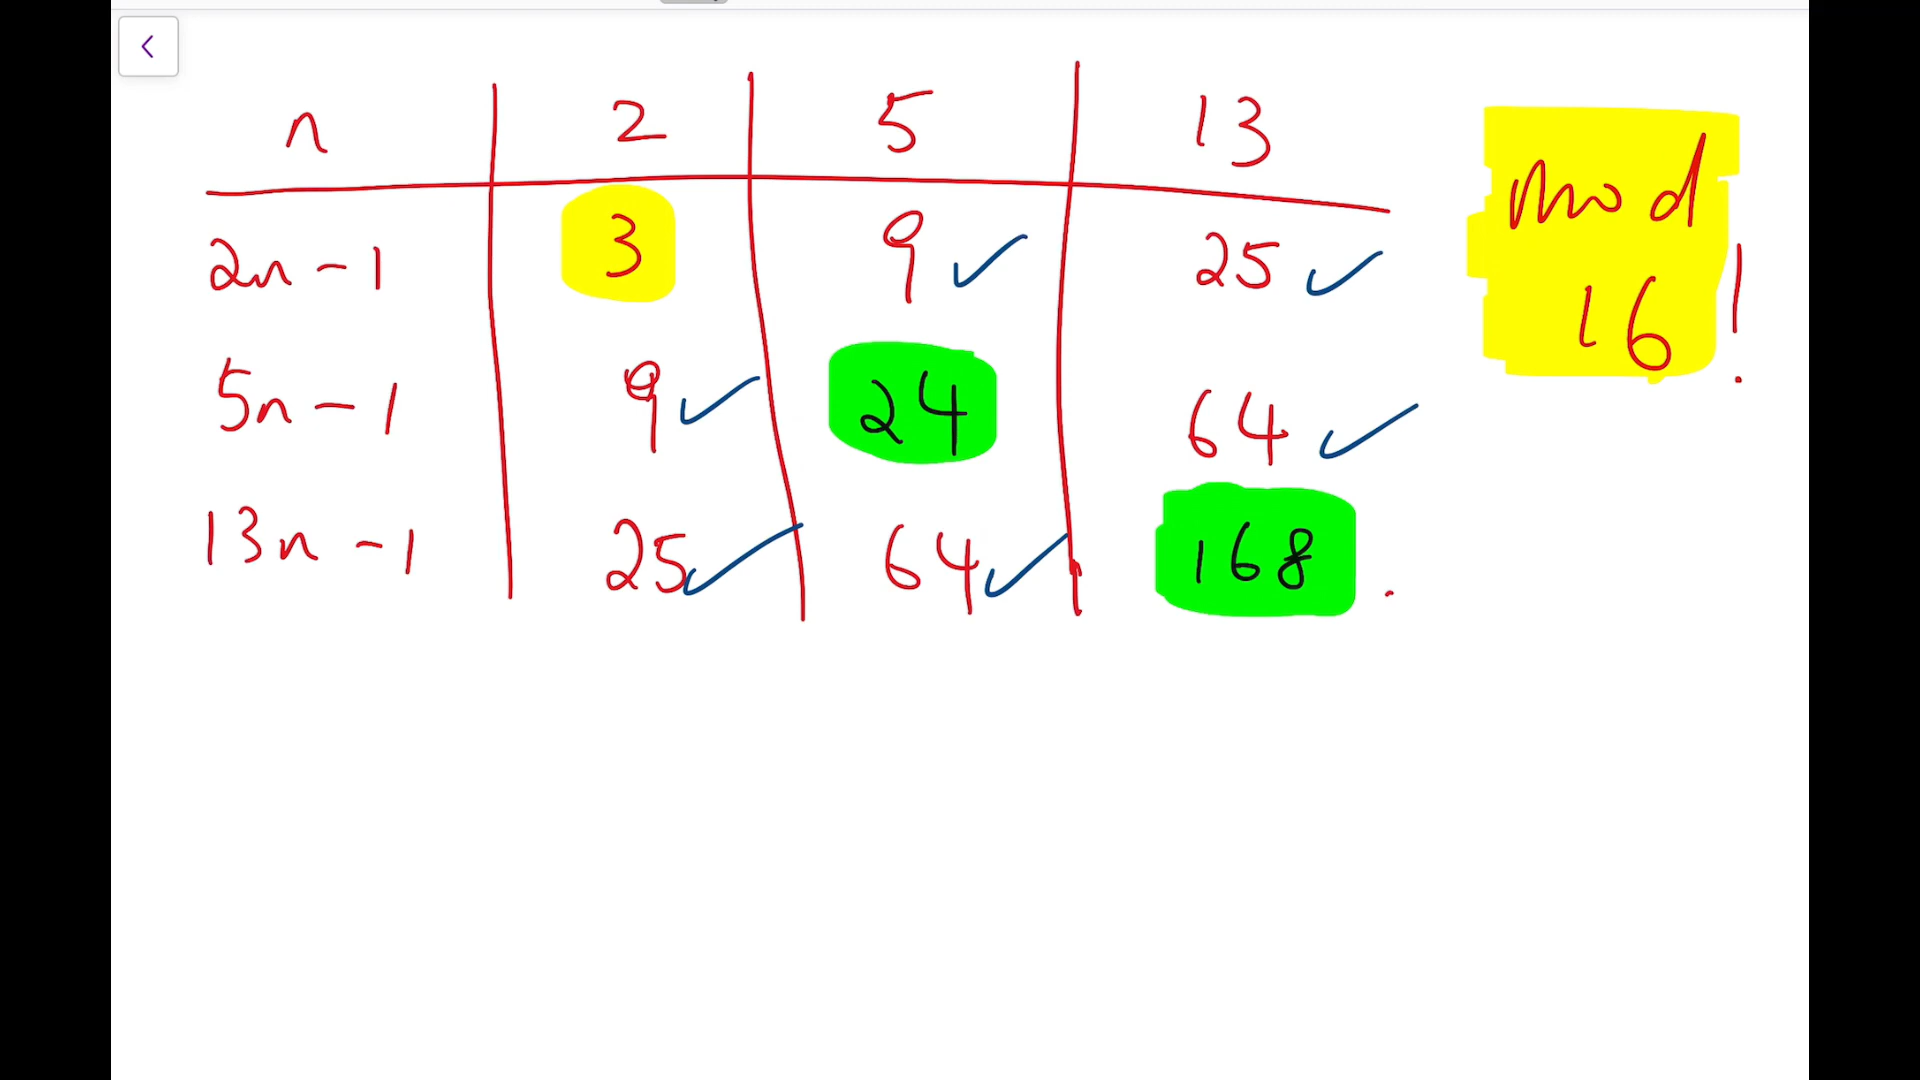 n 2 5 13
2n - 1 3 9 ✓ 25 ✓
5n - 1 9 ✓ 24 64 ✓
13n - 1 25 ✓ 64 ✓ 168 .
mod
16 !